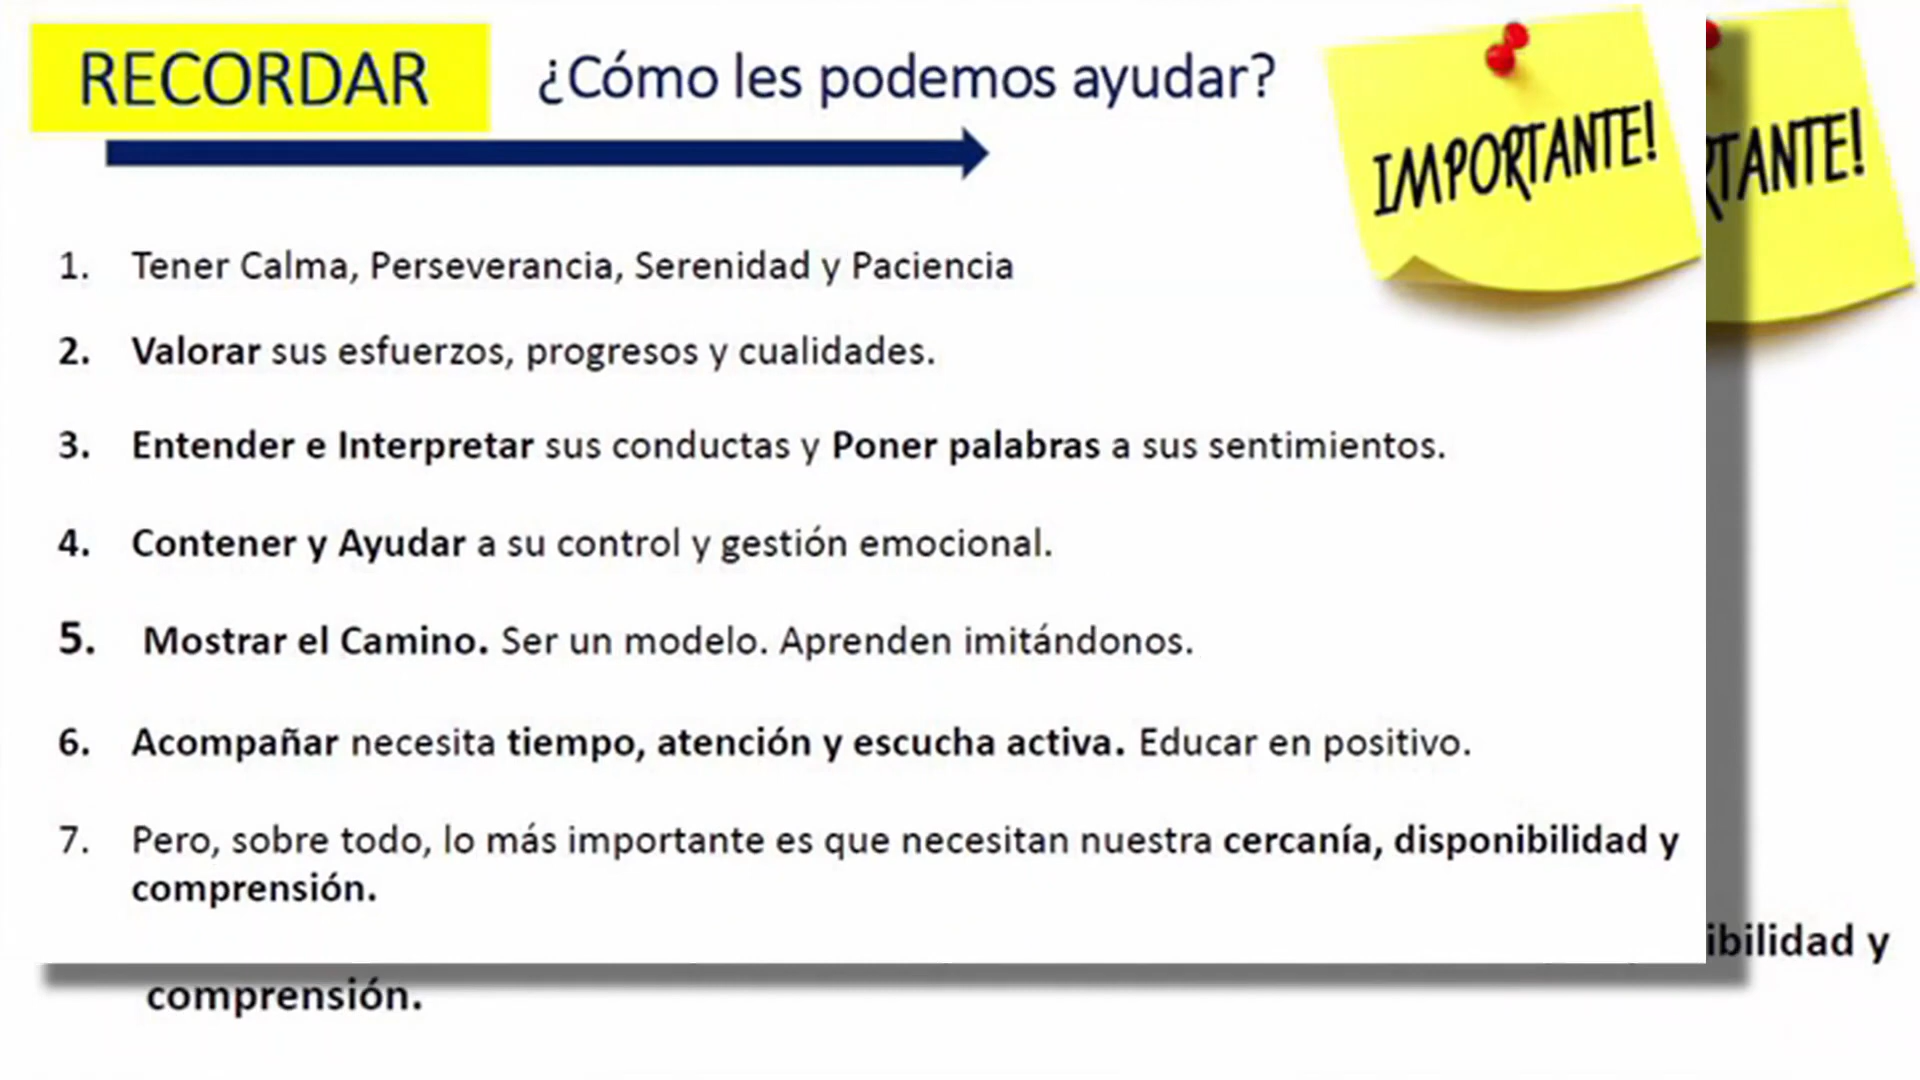 RECORDAR ¿Cómo les podemos ayudar?
IMPORTANTE!
RTANTE!
1. Tener Calma, Perseverancia, Serenidad y Paciencia
2. Valorar sus esfuerzos, progresos y cualidades.
3. Entender e Interpretar sus conductas y Poner palabras a sus sentimientos.
4. Contener y Ayudar a su control y gestión emocional.
5. Mostrar el Camino. Ser un modelo. Aprenden imitándonos.
6. Acompañar necesita tiempo, atención y escucha activa. Educar en positivo.
7. Pero, sobre todo, lo más importante es que necesitan nuestra cercanía, disponibilidad y
comprensión.
ibilidad y
comprensión.